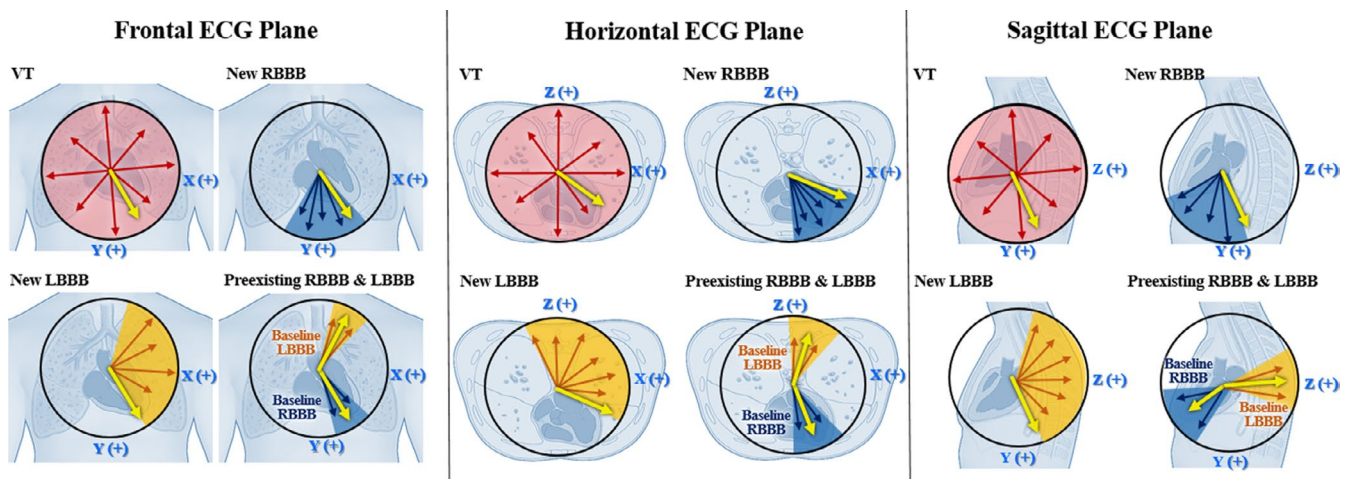 Frontal ECG Plane
VT
New RBBB
X (+)
X (+)
Y (+)
Y (+)
New LBBB
Preexisting RBBB & LBBB
Baseline
LBBB
X (+)
X (+)
Baseline
RBBB
Y (+)
Y (+)
Horizontal ECG Plane
VT
New RBBB
Z (+)
Z (+)
X (+)
X (+)
New LBBB
Preexisting RBBB & LBBB
Z (+)
Z (+)
Baseline
LBBB
X (+)
X (+)
Baseline
RBBB
Sagittal ECG Plane
VT
New RBBB
Z (+)
Z (+)
Y (+)
Y (+)
New LBBB
Preexisting RBBB & LBBB
Baseline
RBBB
Z (+)
Z (+)
Baseline
LBBB
Y (+)
Y (+)